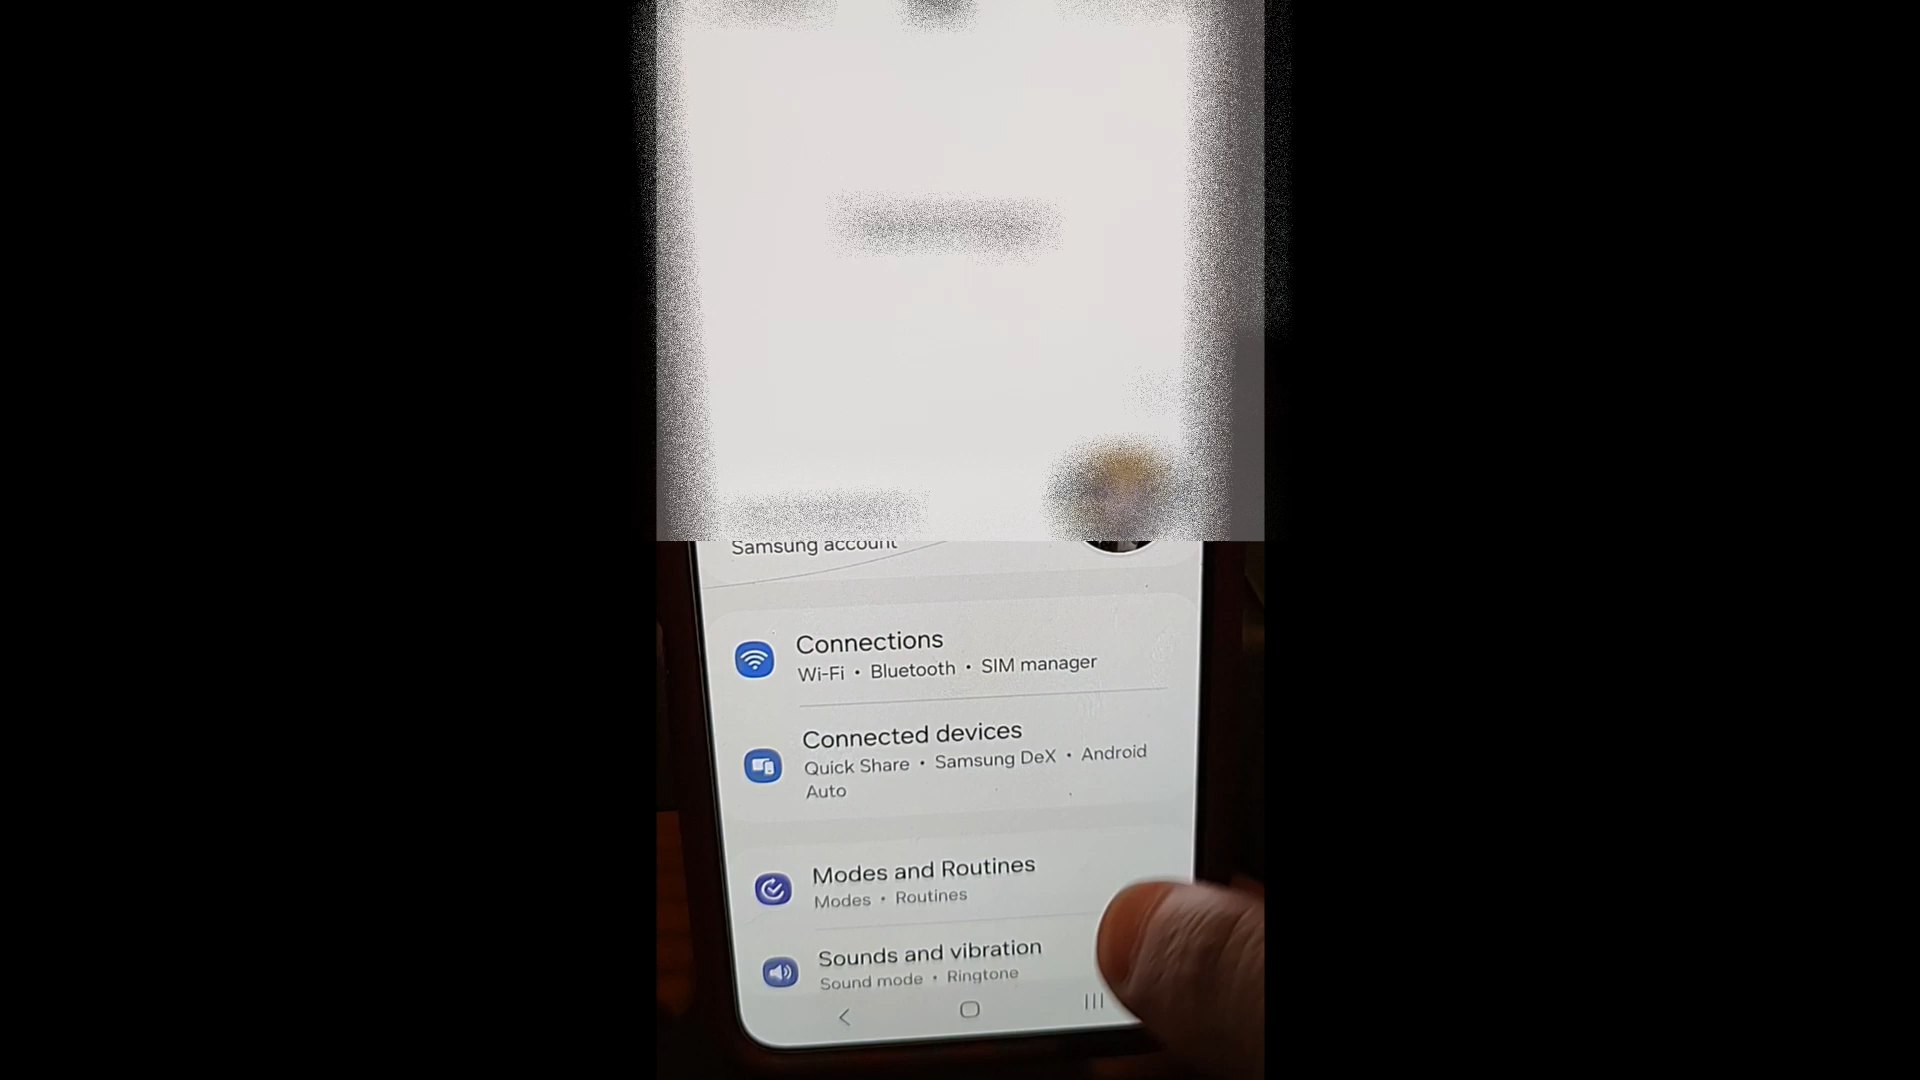 Samsung account
Connections
Wi-Fi • Bluetooth • SIM manager
Connected devices
Quick Share • Samsung DeX • Android
Auto
Modes and Routines
Modes • Routines
Sounds and vibration
Sound mode • Ringtone